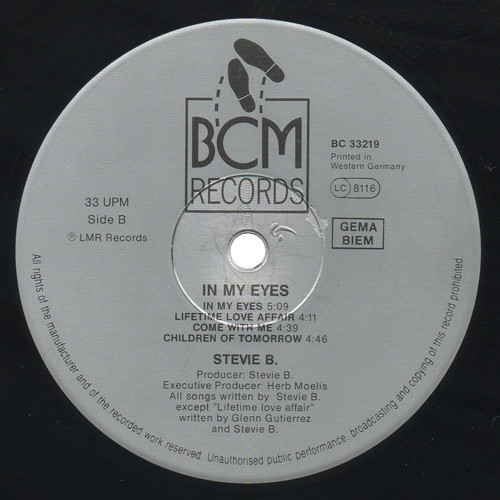 BCM
RECORDS
BC 33219
Printed in
Western Germany
LC 8116
GEMA
BIEM
33 UPM
Side B
℗ LMR Records
IN MY EYES
IN MY EYES 5:09
LIFETIME LOVE AFFAIR 4:11
COME WITH ME 4:39
CHILDREN OF TOMORROW 4:46
STEVIE B.
Producer: Stevie B.
Executive Producer: Herb Moelis
All songs written by Stevie B.
except "Lifetime love affair"
written by Glenn Gutierrez
and Stevie B.
All rights of the manufacturer and of the recorded work reserved. Unauthorised public performance, broadcasting and copying of this record prohibited